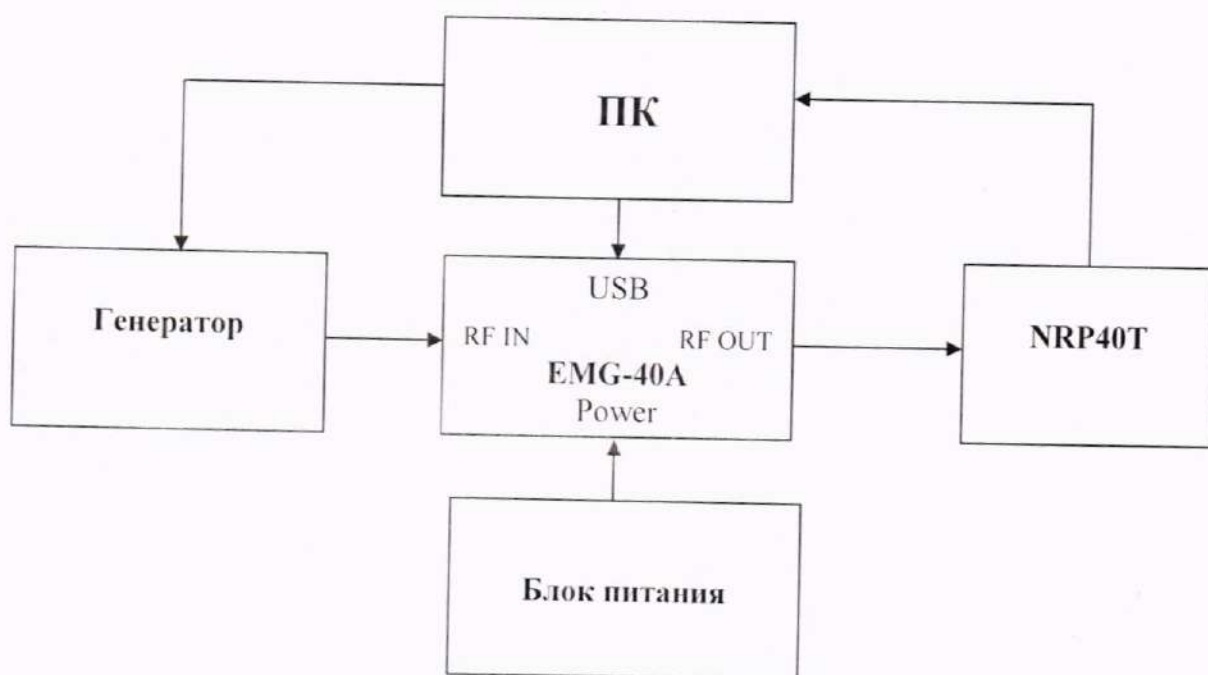 ПК
Генератор
USB
RF IN
RF OUT
EMG-40A
Power
NRP40T
Блок питания